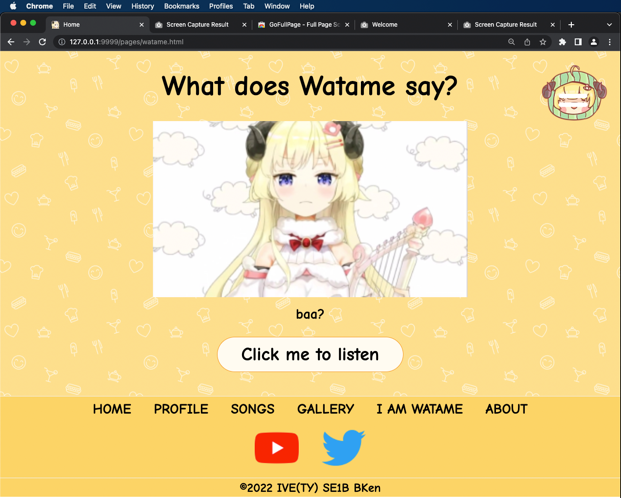 Chrome File Edit View History Bookmarks Profiles Tab Window Help
Home Screen Capture Result GoFullPage - Full Page Sc Welcome Screen Capture Result
127.0.0.1:9999/pages/watame.html
What does Watame say?
baa?
Click me to listen
HOME PROFILE SONGS GALLERY I AM WATAME ABOUT
©2022 IVE(TY) SE1B BKen